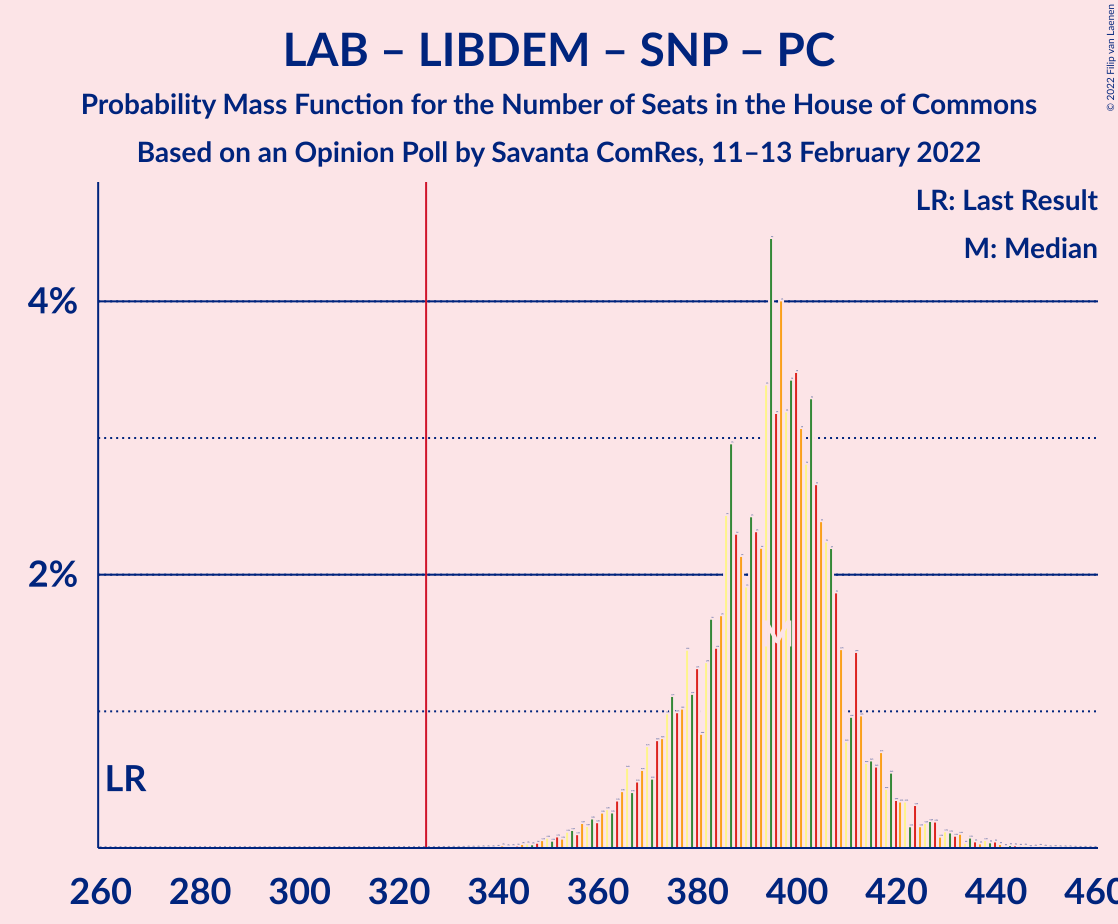 LAB – LIBDEM – SNP – PC
Probability Mass Function for the Number of Seats in the House of Commons
Based on an Opinion Poll by Savanta ComRes, 11–13 February 2022
© 2022 Filip van Laenen
LR: Last Result
M: Median
4%
2%
M
LR
260 280 300 320 340 360 380 400 420 440 460